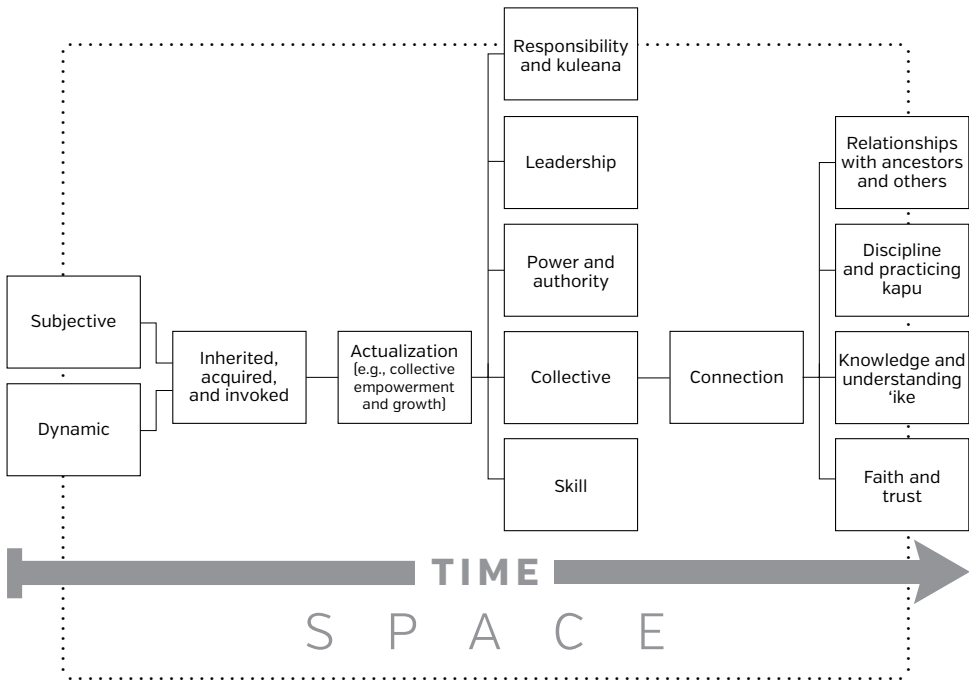 Subjective
Dynamic
Inherited,
acquired,
and invoked
Actualization
(e.g., collective
empowerment
and growth)
Responsibility
and kuleana
Leadership
Power and
authority
Collective
Skill
Connection
Relationships
with ancestors
and others
Discipline
and practicing
kapu
Knowledge and
understanding
‘ike
Faith and
trust
TIME
SPACE